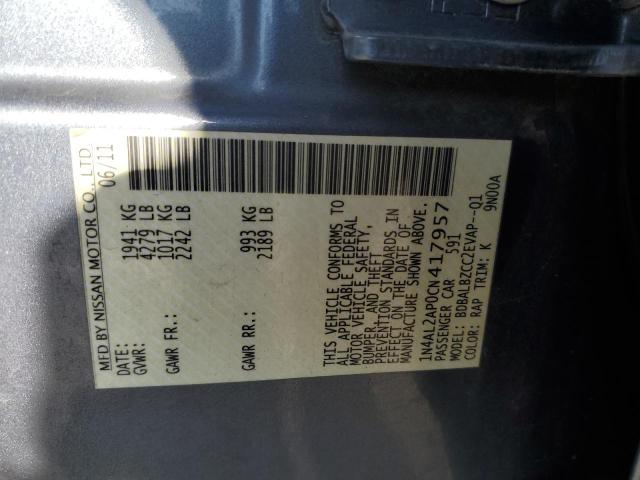 MFD BY NISSAN MOTOR CO., LTD.
DATE: 06/11
GVWR: 1941 KG
4279 LB
GAWR FR: 1017 KG
2242 LB
GAWR RR: 993 KG
2189 LB
THIS VEHICLE CONFORMS TO
ALL APPLICABLE FEDERAL
MOTOR VEHICLE SAFETY,
BUMPER, AND THEFT
PREVENTION STANDARDS IN
EFFECT ON THE DATE OF
MANUFACTURE SHOWN ABOVE.
1N4AL2AP0CN417957
PASSENGER CAR 591
MODEL: BDBALBZCC2EVAP--Q1
COLOR: RAP TRIM: K 9N00A